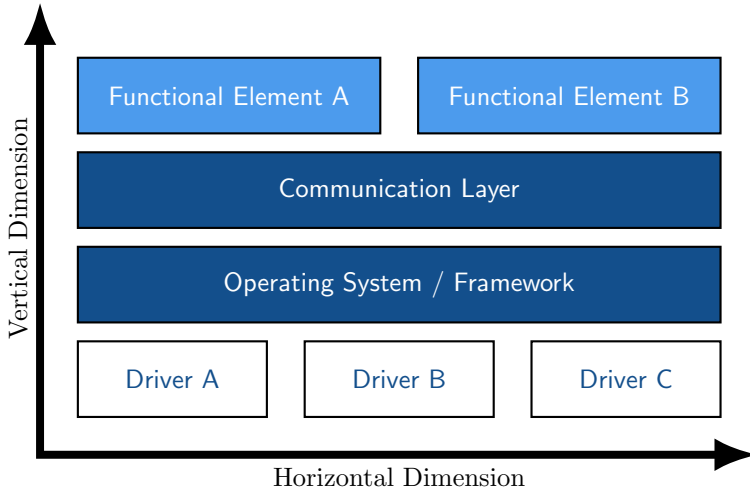 Functional Element A
Functional Element B
Communication Layer
Operating System / Framework
Driver A
Driver B
Driver C
Vertical Dimension
Horizontal Dimension